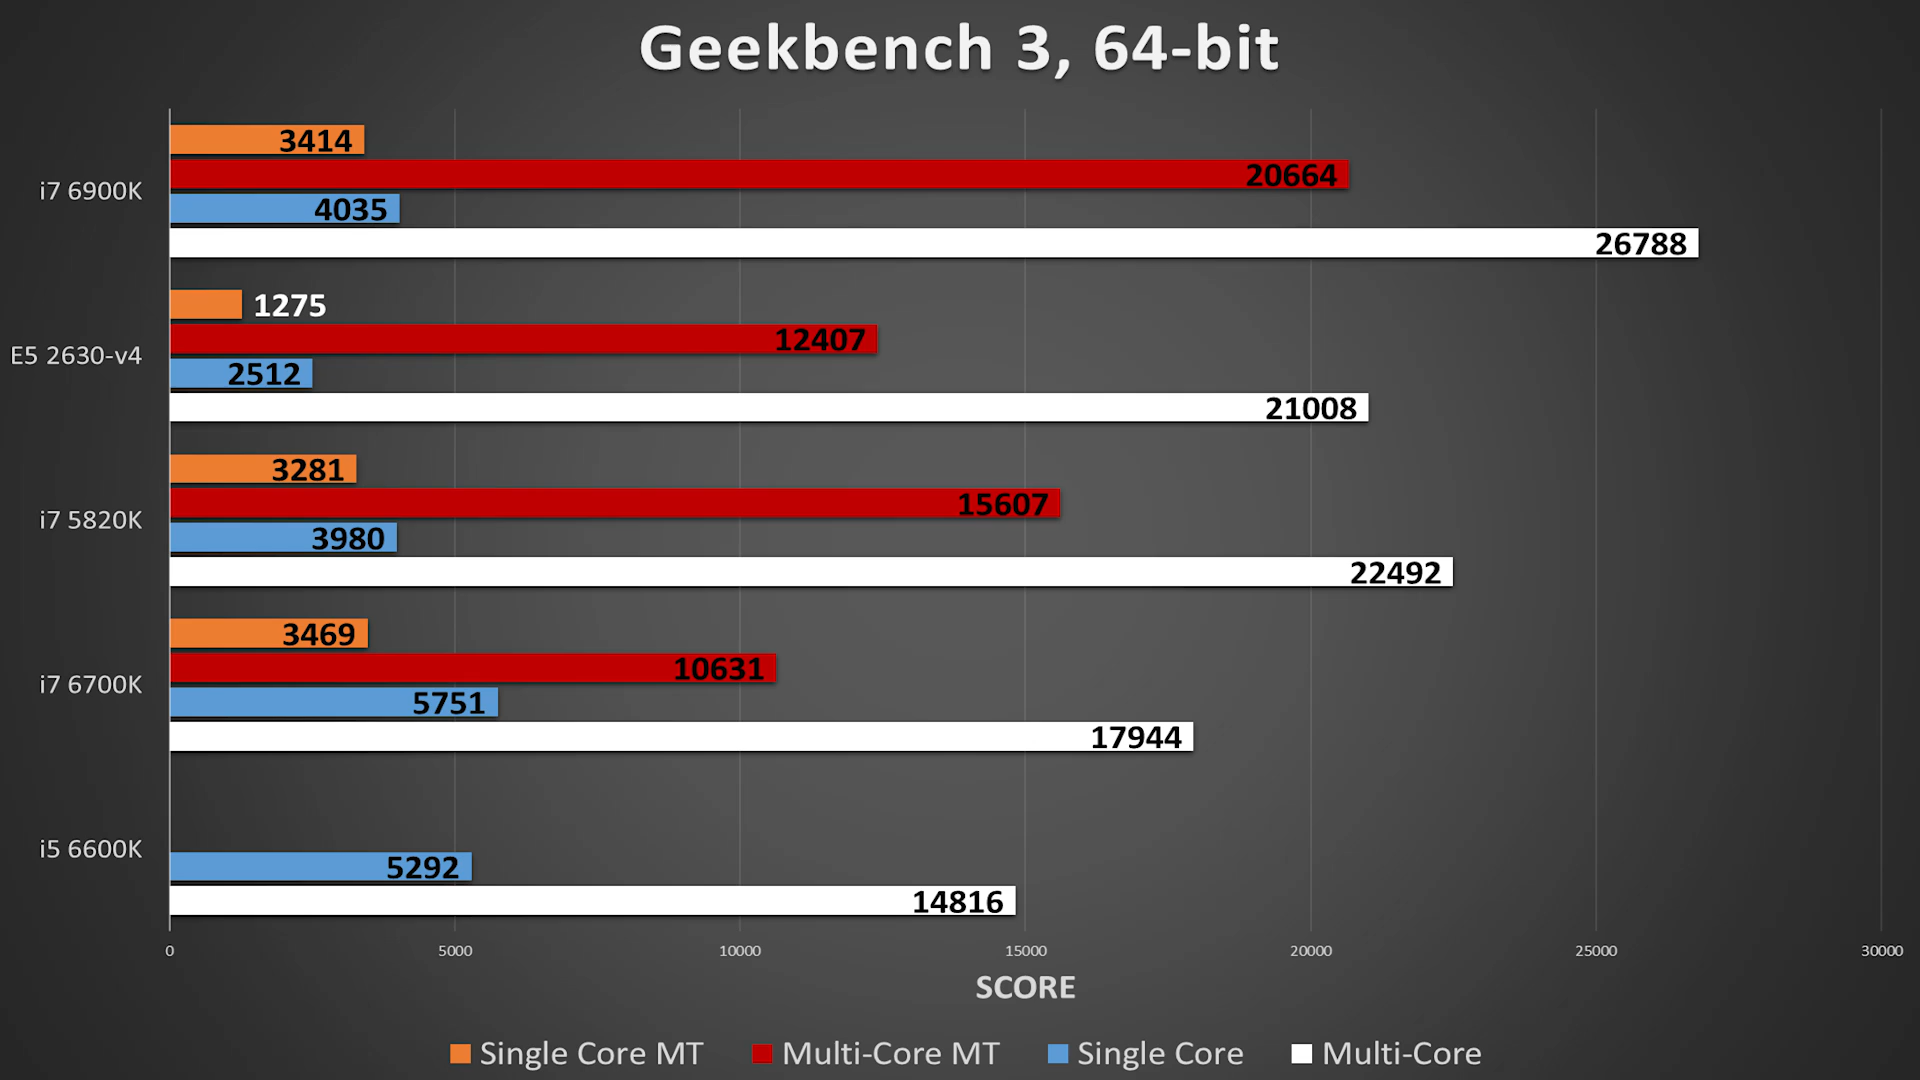 Geekbench 3, 64-bit
i7 6900K
3414
20664
4035
26788
E5 2630-v4
1275
12407
2512
21008
i7 5820K
3281
15607
3980
22492
i7 6700K
3469
10631
5751
17944
i5 6600K
5292
14816
0 5000 10000 15000 20000 25000 30000
SCORE
Single Core MT Multi-Core MT Single Core Multi-Core